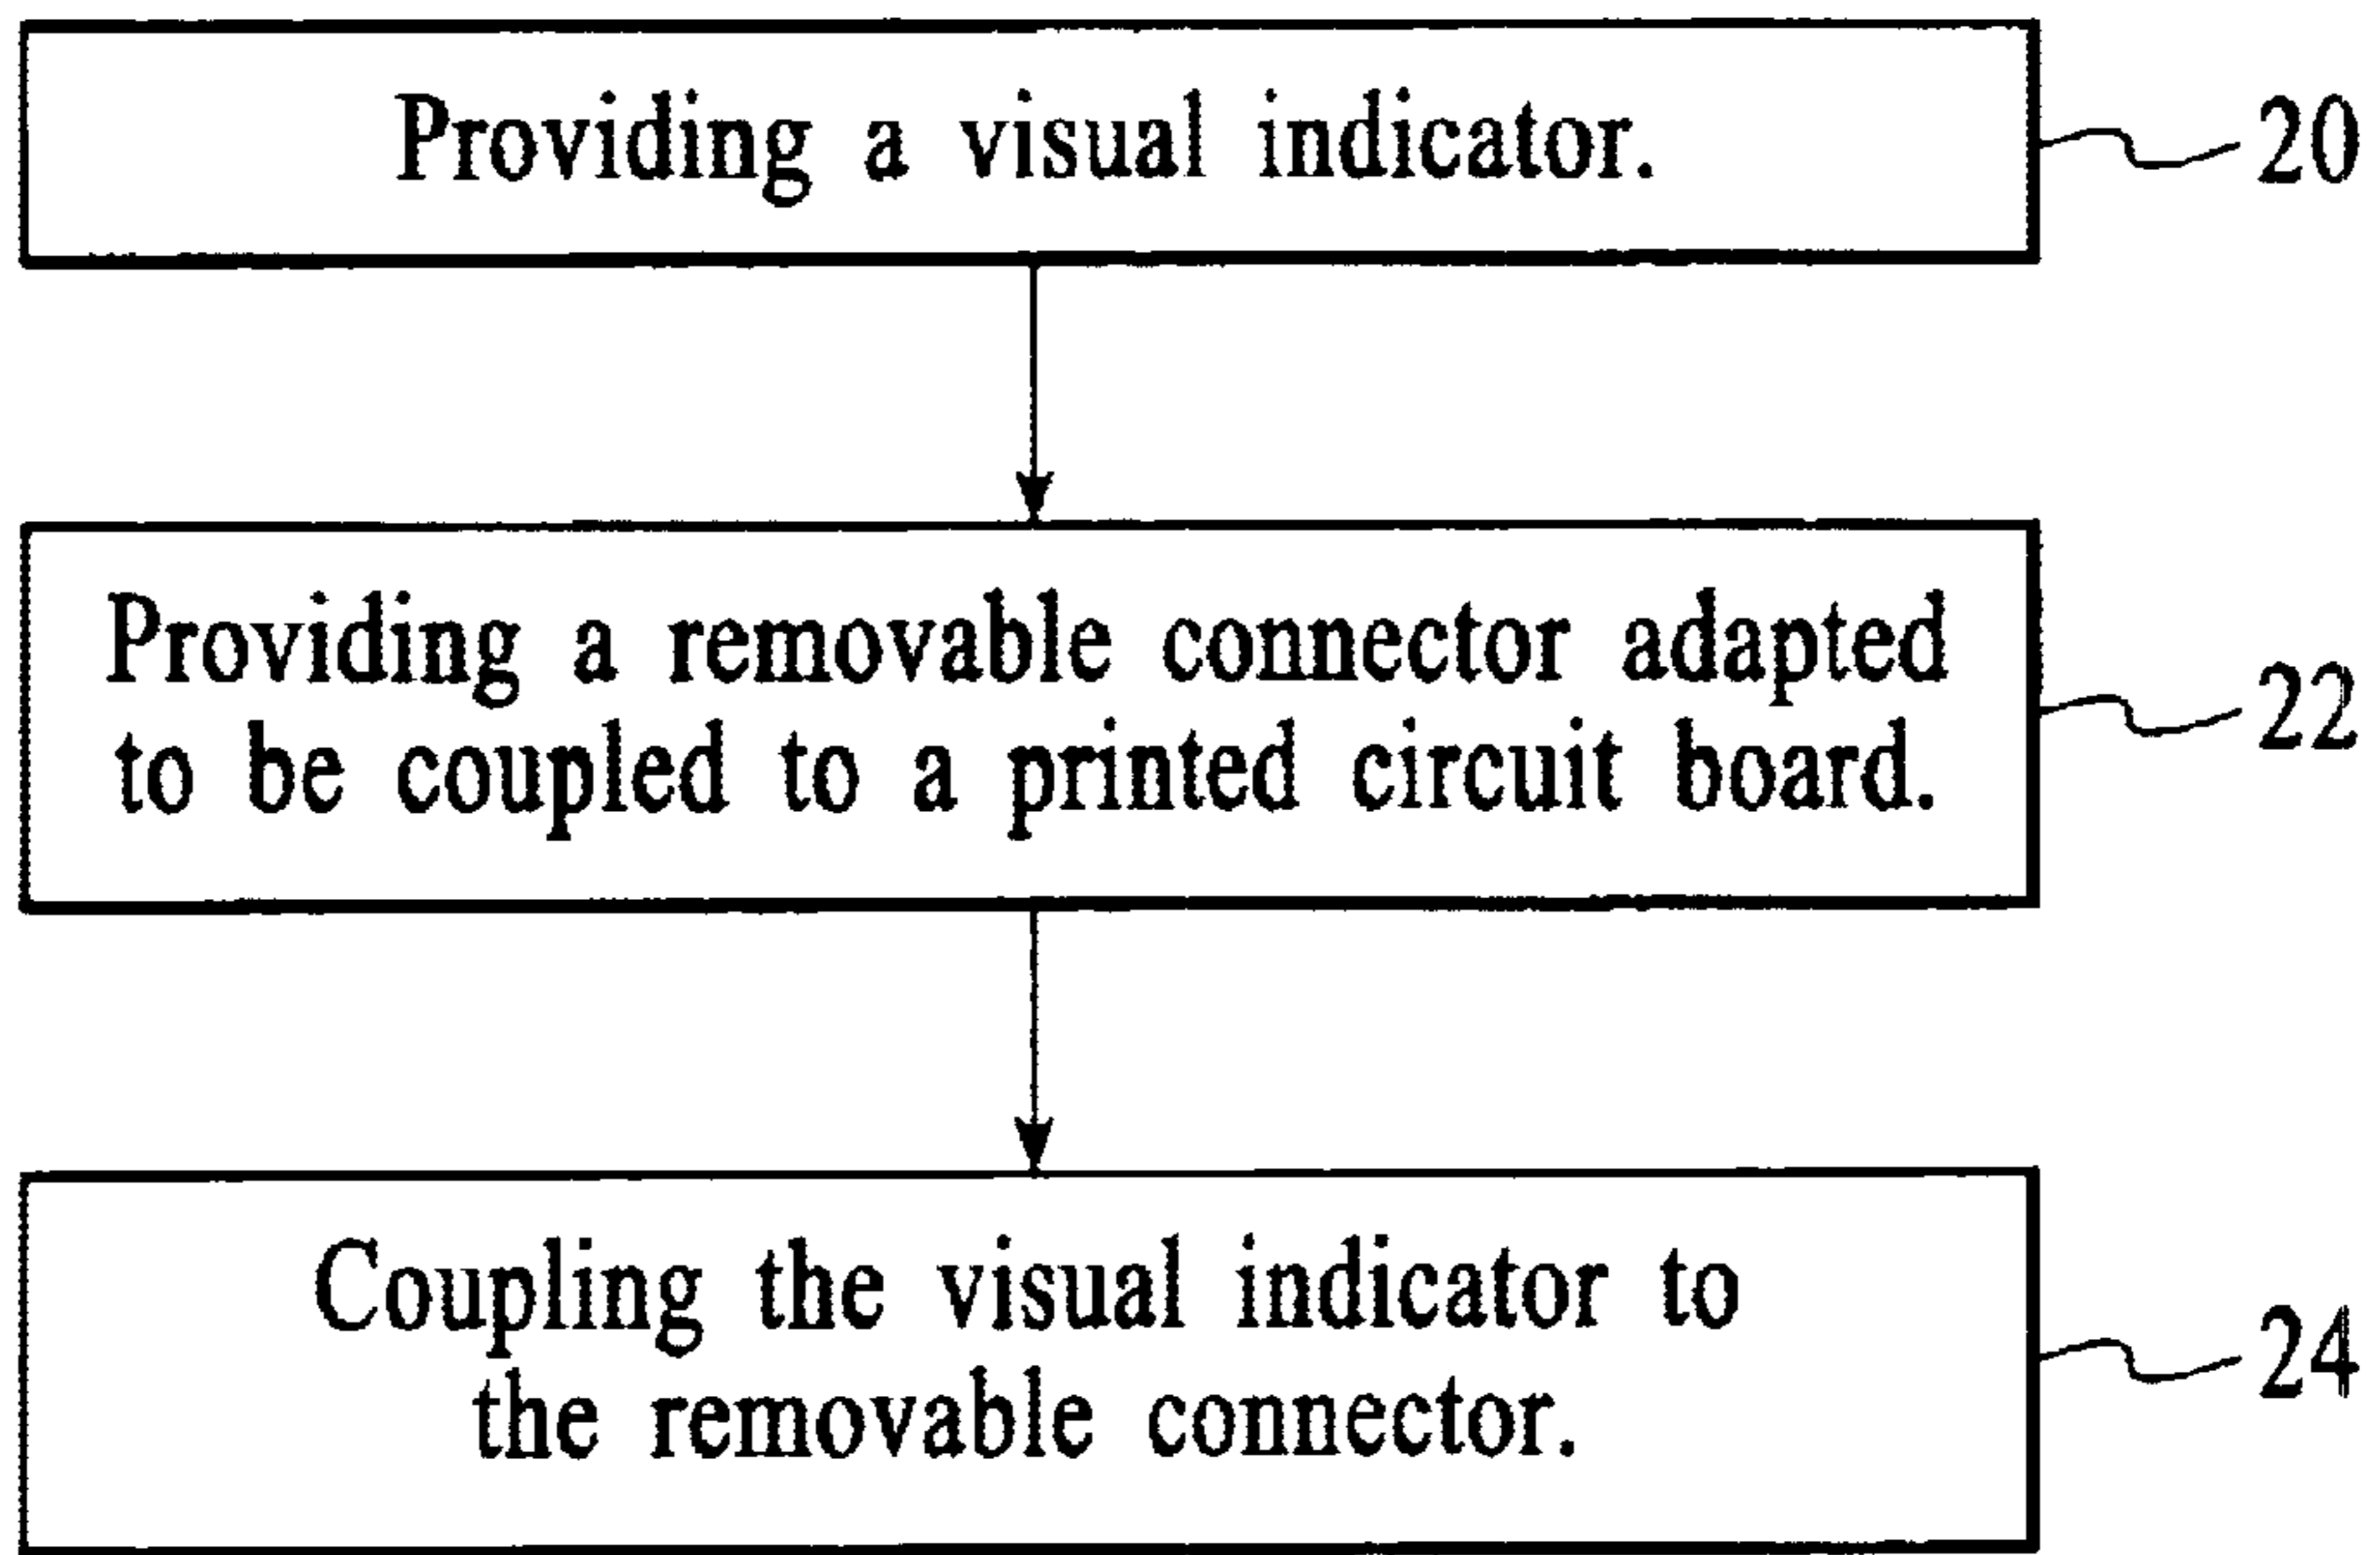 Providing a visual indicator.
20
Providing a removable connector adapted
to be coupled to a printed circuit board.
22
Coupling the visual indicator to
the removable connector.
24